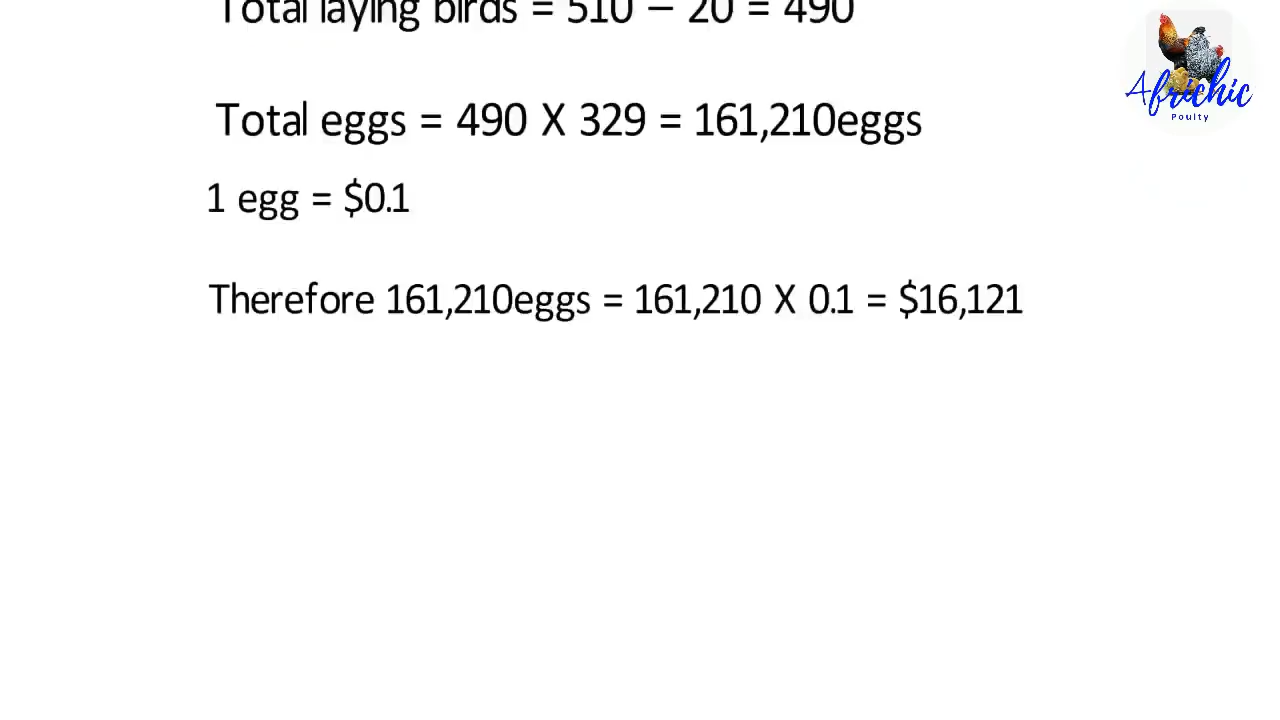 Total laying birds = 510 – 20 = 490
Total eggs = 490 X 329 = 161,210eggs
1 egg = $0.1
Therefore 161,210eggs = 161,210 X 0.1 = $16,121
Africhic
Poulty